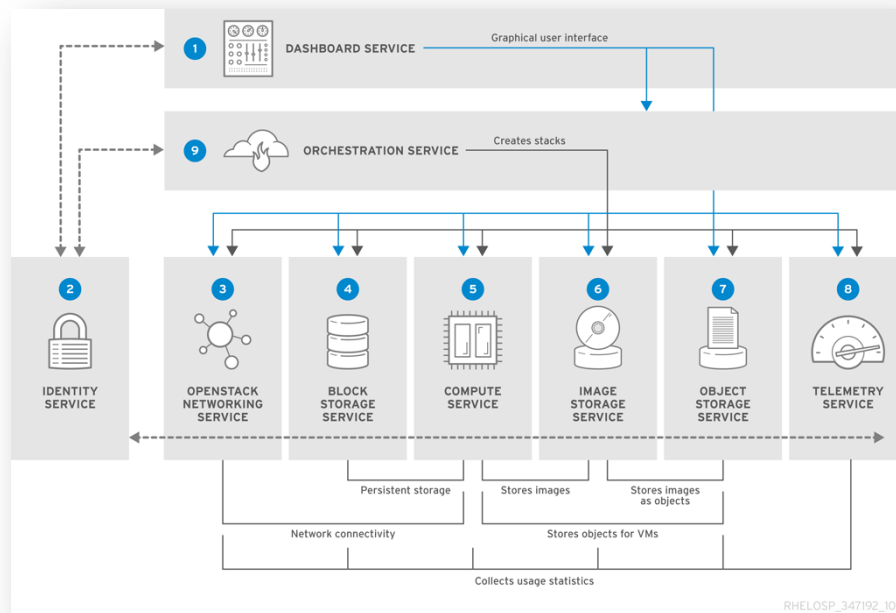 1
DASHBOARD SERVICE
Graphical user interface
9
ORCHESTRATION SERVICE
Creates stacks
2
IDENTITY
SERVICE
3
OPENSTACK
NETWORKING
SERVICE
4
BLOCK
STORAGE
SERVICE
5
COMPUTE
SERVICE
6
IMAGE
STORAGE
SERVICE
7
OBJECT
STORAGE
SERVICE
8
TELEMETRY
SERVICE
Persistent storage
Stores images
Stores images
as objects
Network connectivity
Stores objects for VMs
Collects usage statistics